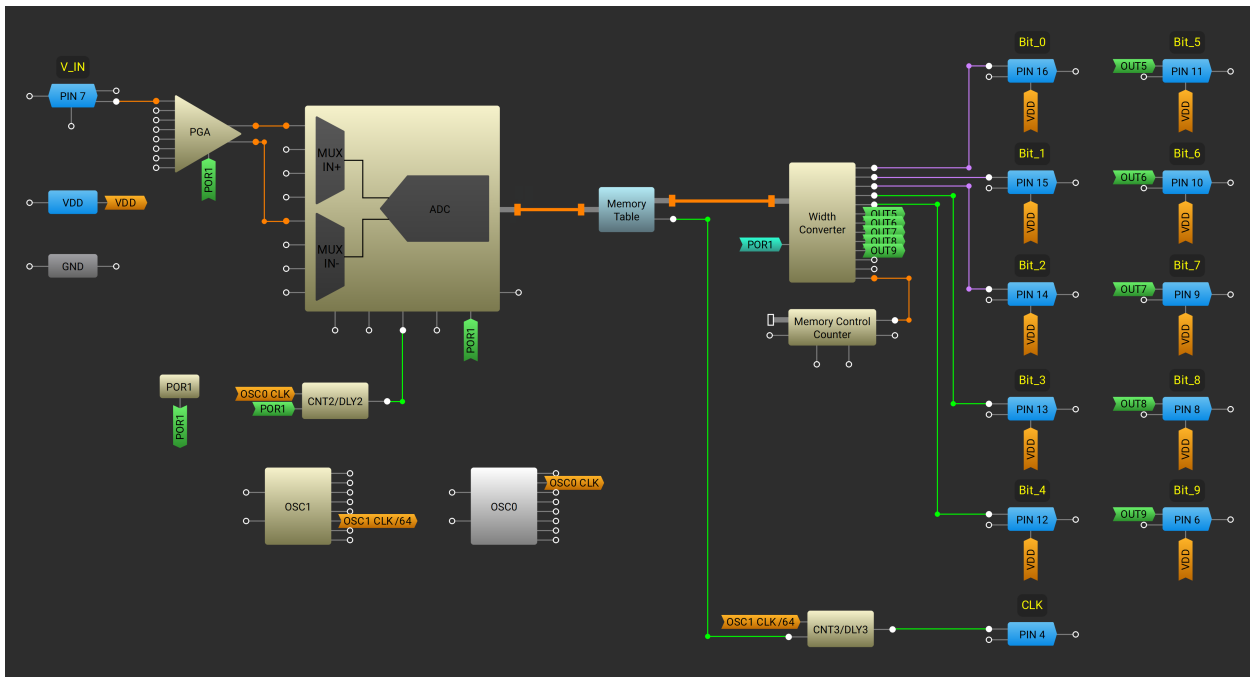 V_IN
PIN 7
PGA
POR1
VDD
VDD
GND
MUX
IN+
MUX
IN-
ADC
POR1
Memory
Table
POR1
Width
Converter
OUT5
OUT6
OUT7
OUT8
OUT9
Memory Control
Counter
POR1
POR1
OSC0 CLK
POR1
CNT2/DLY2
OSC1
OSC1 CLK/64
OSC0
OSC0 CLK
OSC1 CLK/64
CNT3/DLY3
Bit_0
PIN 16
VDD
Bit_1
PIN 15
VDD
Bit_2
PIN 14
VDD
Bit_3
PIN 13
VDD
Bit_4
PIN 12
VDD
CLK
PIN 4
Bit_5
OUT5
PIN 11
VDD
Bit_6
OUT6
PIN 10
VDD
Bit_7
OUT7
PIN 9
VDD
Bit_8
OUT8
PIN 8
VDD
Bit_9
OUT9
PIN 6
VDD